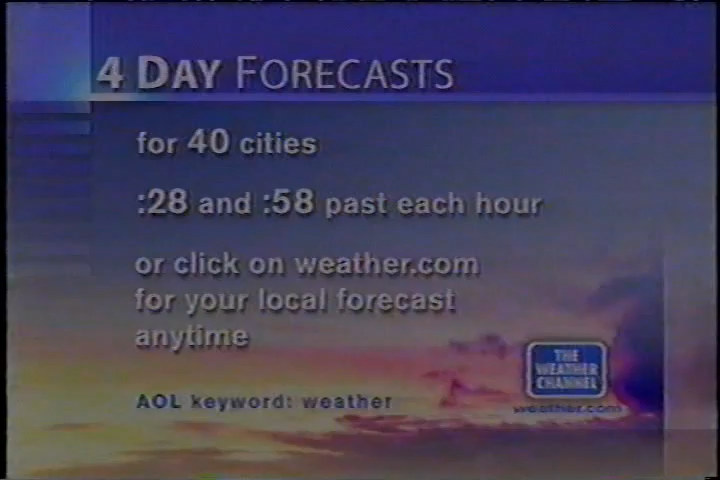 4 DAY FORECASTS
for 40 cities
:28 and :58 past each hour
or click on weather.com
for your local forecast
anytime
AOL keyword: weather
THE
WEATHER
CHANNEL
weather.com